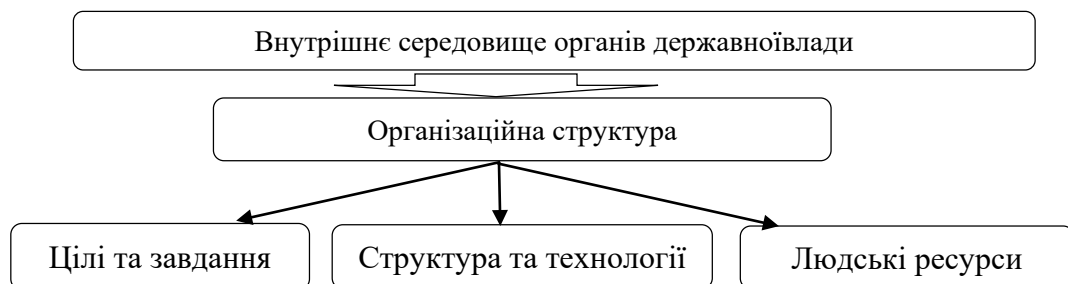 Внутрішнє середовище органів державноївлади
Організаційна структура
Цілі та завдання
Структура та технології
Людські ресурси